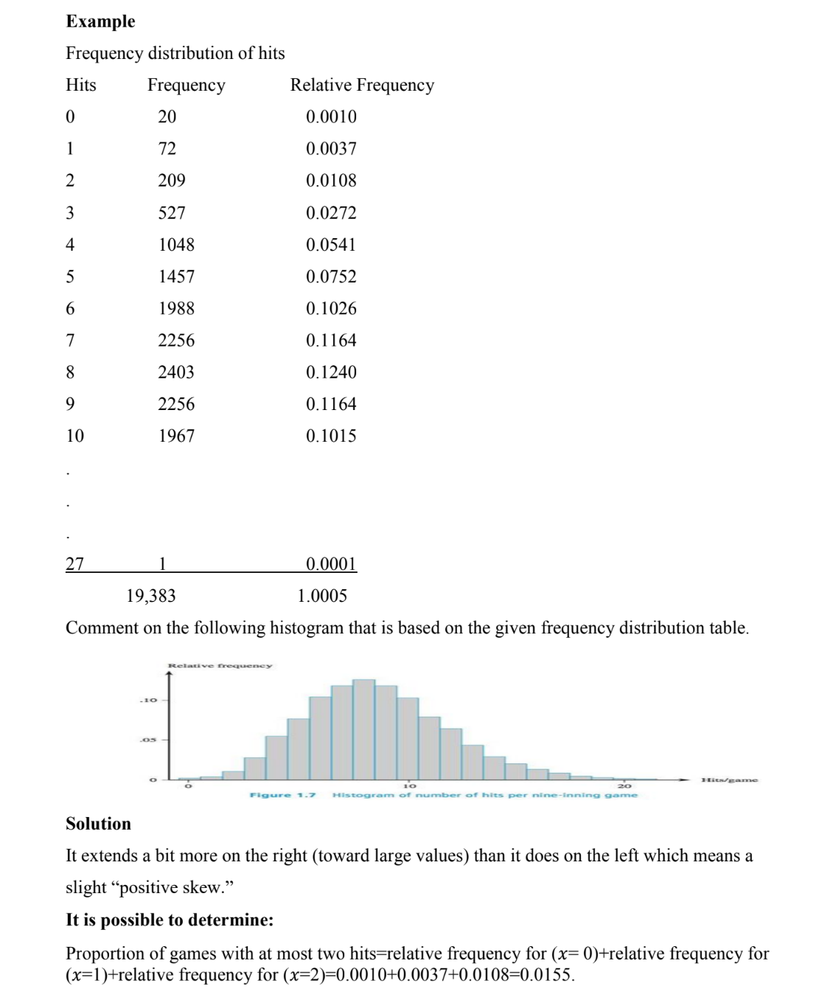 Example
Frequency distribution of hits
Hits Frequency Relative Frequency
0 20 0.0010
1 72 0.0037
2 209 0.0108
3 527 0.0272
4 1048 0.0541
5 1457 0.0752
6 1988 0.1026
7 2256 0.1164
8 2403 0.1240
9 2256 0.1164
10 1967 0.1015
.
.
.
27 1 0.0001
19,383 1.0005
Comment on the following histogram that is based on the given frequency distribution table.
Relative frequency
.10
.05
0
0 10 20
Hits/game
Figure 1.7 Histogram of number of hits per nine-inning game
Solution
It extends a bit more on the right (toward large values) than it does on the left which means a
slight “positive skew.”
It is possible to determine:
Proportion of games with at most two hits=relative frequency for (x= 0)+relative frequency for
(x=1)+relative frequency for (x=2)=0.0010+0.0037+0.0108=0.0155.